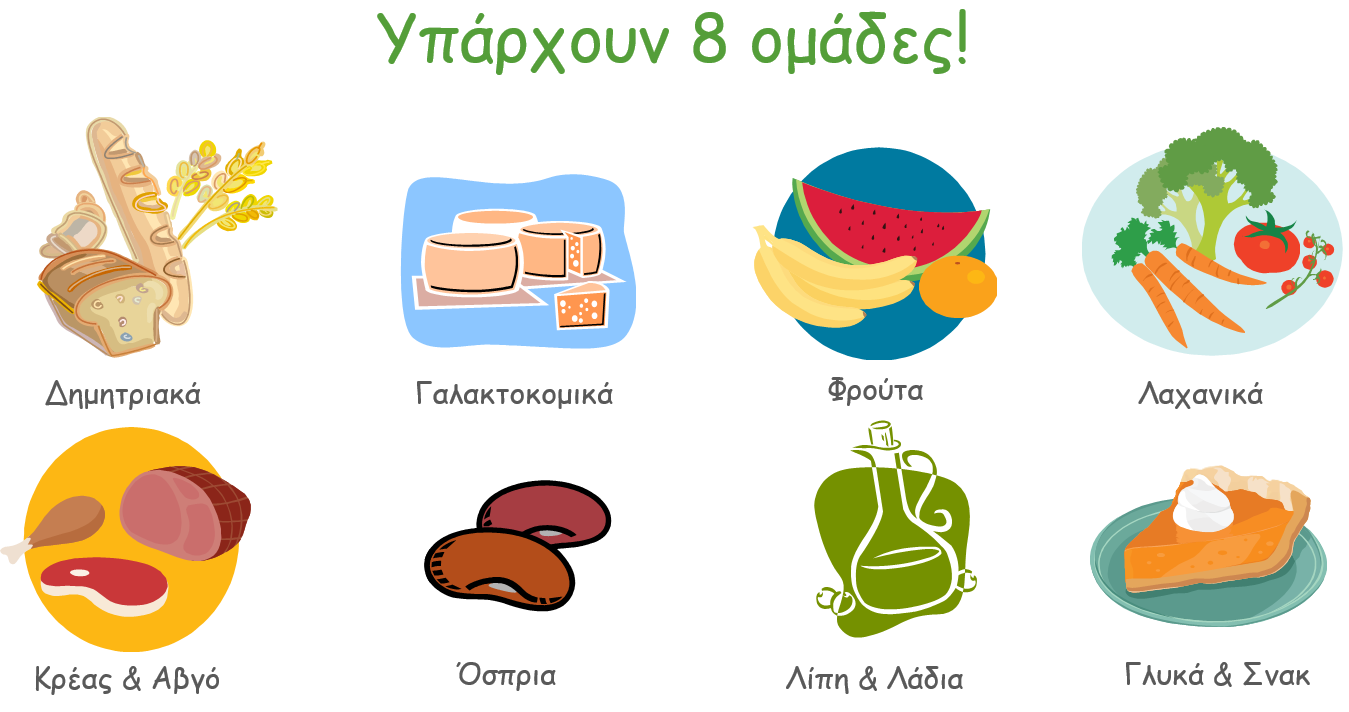 Υπάρχουν 8 ομάδες!
Δημητριακά
Γαλακτοκομικά
Φρούτα
Λαχανικά
Κρέας & Αβγό
Όσπρια
Λίπη & Λάδια
Γλυκά & Σνακ